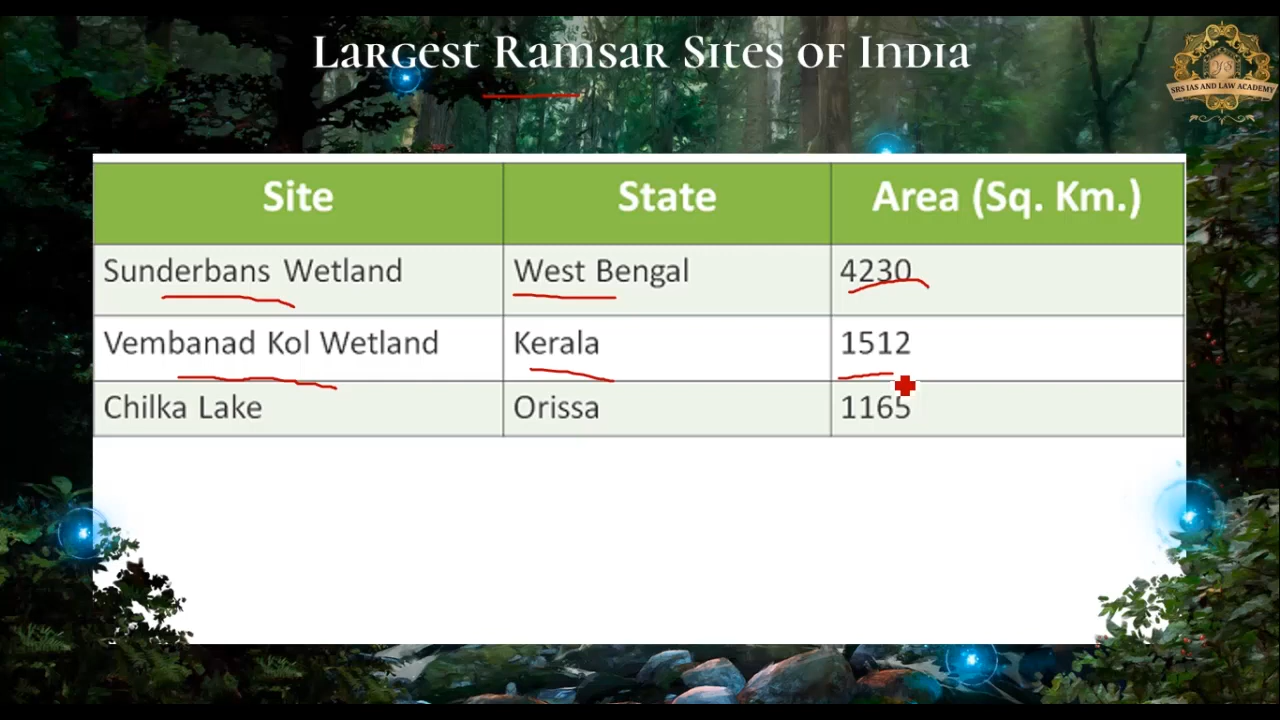 Largest Ramsar Sites of India
SRS IAS AND LAW ACADEMY
Site State Area (Sq. Km.)
Sunderbans Wetland West Bengal 4230
Vembanad Kol Wetland Kerala 1512
Chilka Lake Orissa 1165